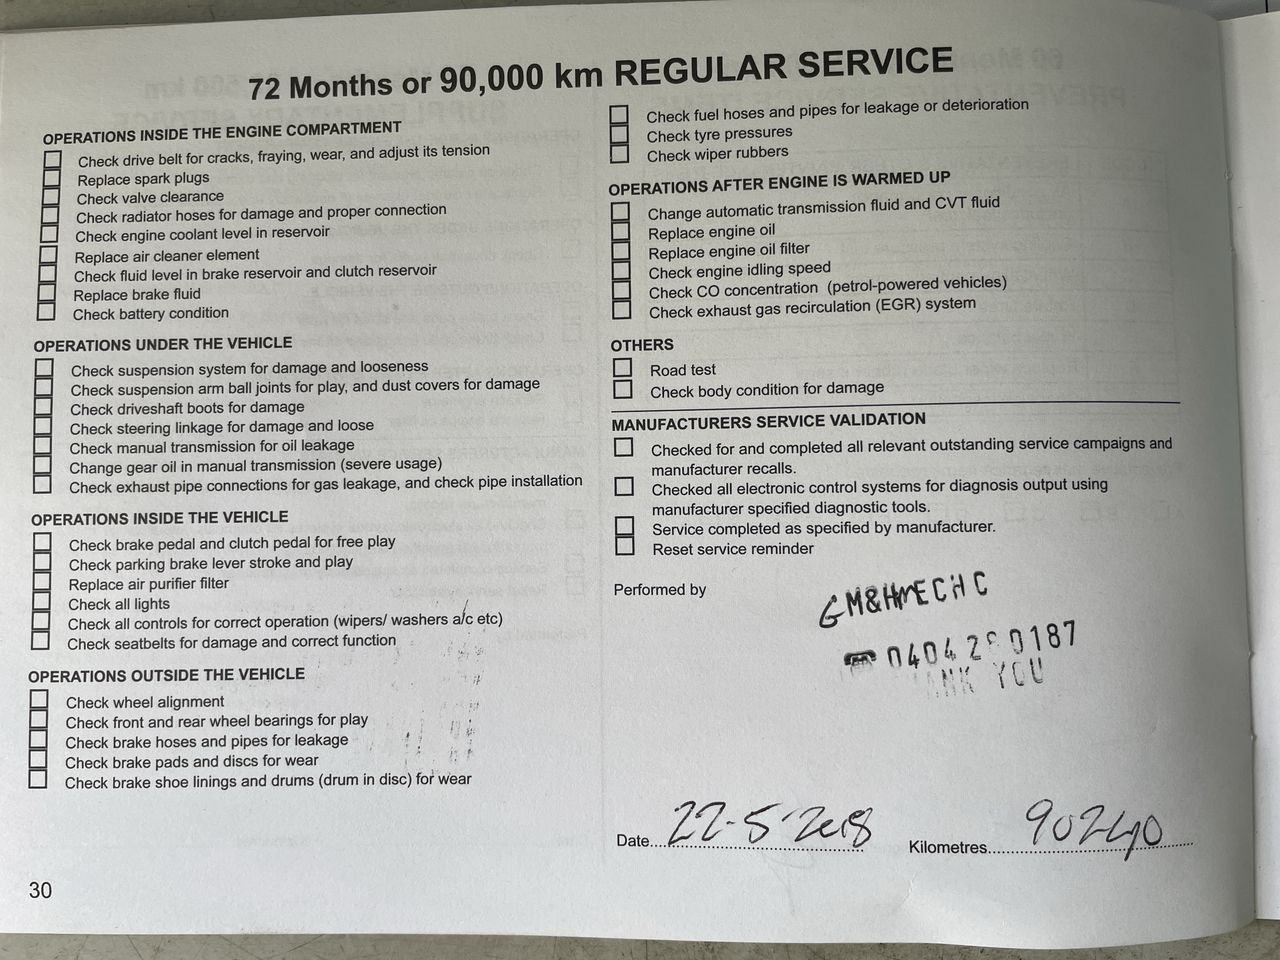 72 Months or 90,000 km REGULAR SERVICE
OPERATIONS INSIDE THE ENGINE COMPARTMENT
Check drive belt for cracks, fraying, wear, and adjust its tension
Replace spark plugs
Check valve clearance
Check radiator hoses for damage and proper connection
Check engine coolant level in reservoir
Replace air cleaner element
Check fluid level in brake reservoir and clutch reservoir
Replace brake fluid
Check battery condition
OPERATIONS UNDER THE VEHICLE
Check suspension system for damage and looseness
Check suspension arm ball joints for play, and dust covers for damage
Check driveshaft boots for damage
Check steering linkage for damage and loose
Check manual transmission for oil leakage
Change gear oil in manual transmission (severe usage)
Check exhaust pipe connections for gas leakage, and check pipe installation
OPERATIONS INSIDE THE VEHICLE
Check brake pedal and clutch pedal for free play
Check parking brake lever stroke and play
Replace air purifier filter
Check all lights
Check all controls for correct operation (wipers/ washers a/c etc)
Check seatbelts for damage and correct function
OPERATIONS OUTSIDE THE VEHICLE
Check wheel alignment
Check front and rear wheel bearings for play
Check brake hoses and pipes for leakage
Check brake pads and discs for wear
Check brake shoe linings and drums (drum in disc) for wear
30
Check fuel hoses and pipes for leakage or deterioration
Check tyre pressures
Check wiper rubbers
OPERATIONS AFTER ENGINE IS WARMED UP
Change automatic transmission fluid and CVT fluid
Replace engine oil
Replace engine oil filter
Check engine idling speed
Check CO concentration (petrol-powered vehicles)
Check exhaust gas recirculation (EGR) system
OTHERS
Road test
Check body condition for damage
MANUFACTURERS SERVICE VALIDATION
Checked for and completed all relevant outstanding service campaigns and
manufacturer recalls.
Checked all electronic control systems for diagnosis output using
manufacturer specified diagnostic tools.
Service completed as specified by manufacturer.
Reset service reminder
Performed by
GM&HMECHC
0404
YOU
Date 22-5-2018
Kilometres 90240